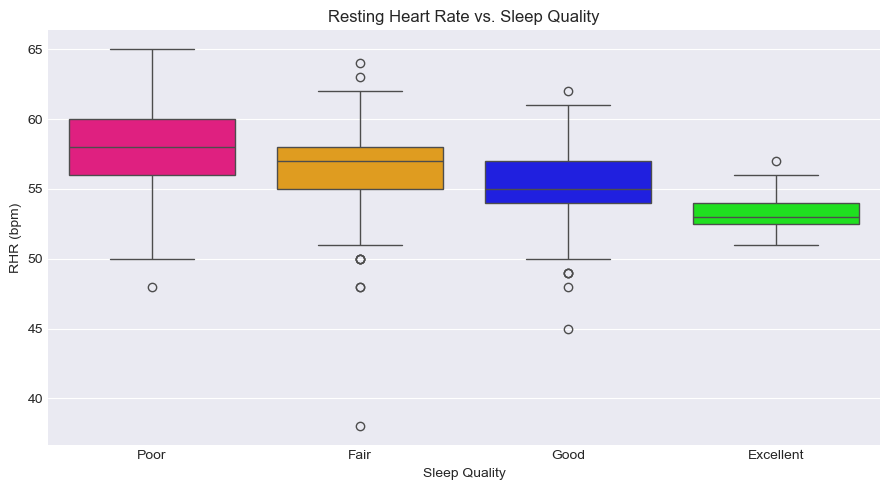 Resting Heart Rate vs. Sleep Quality
RHR (bpm)
65
60
55
50
45
40
Poor
Fair
Good
Excellent
Sleep Quality